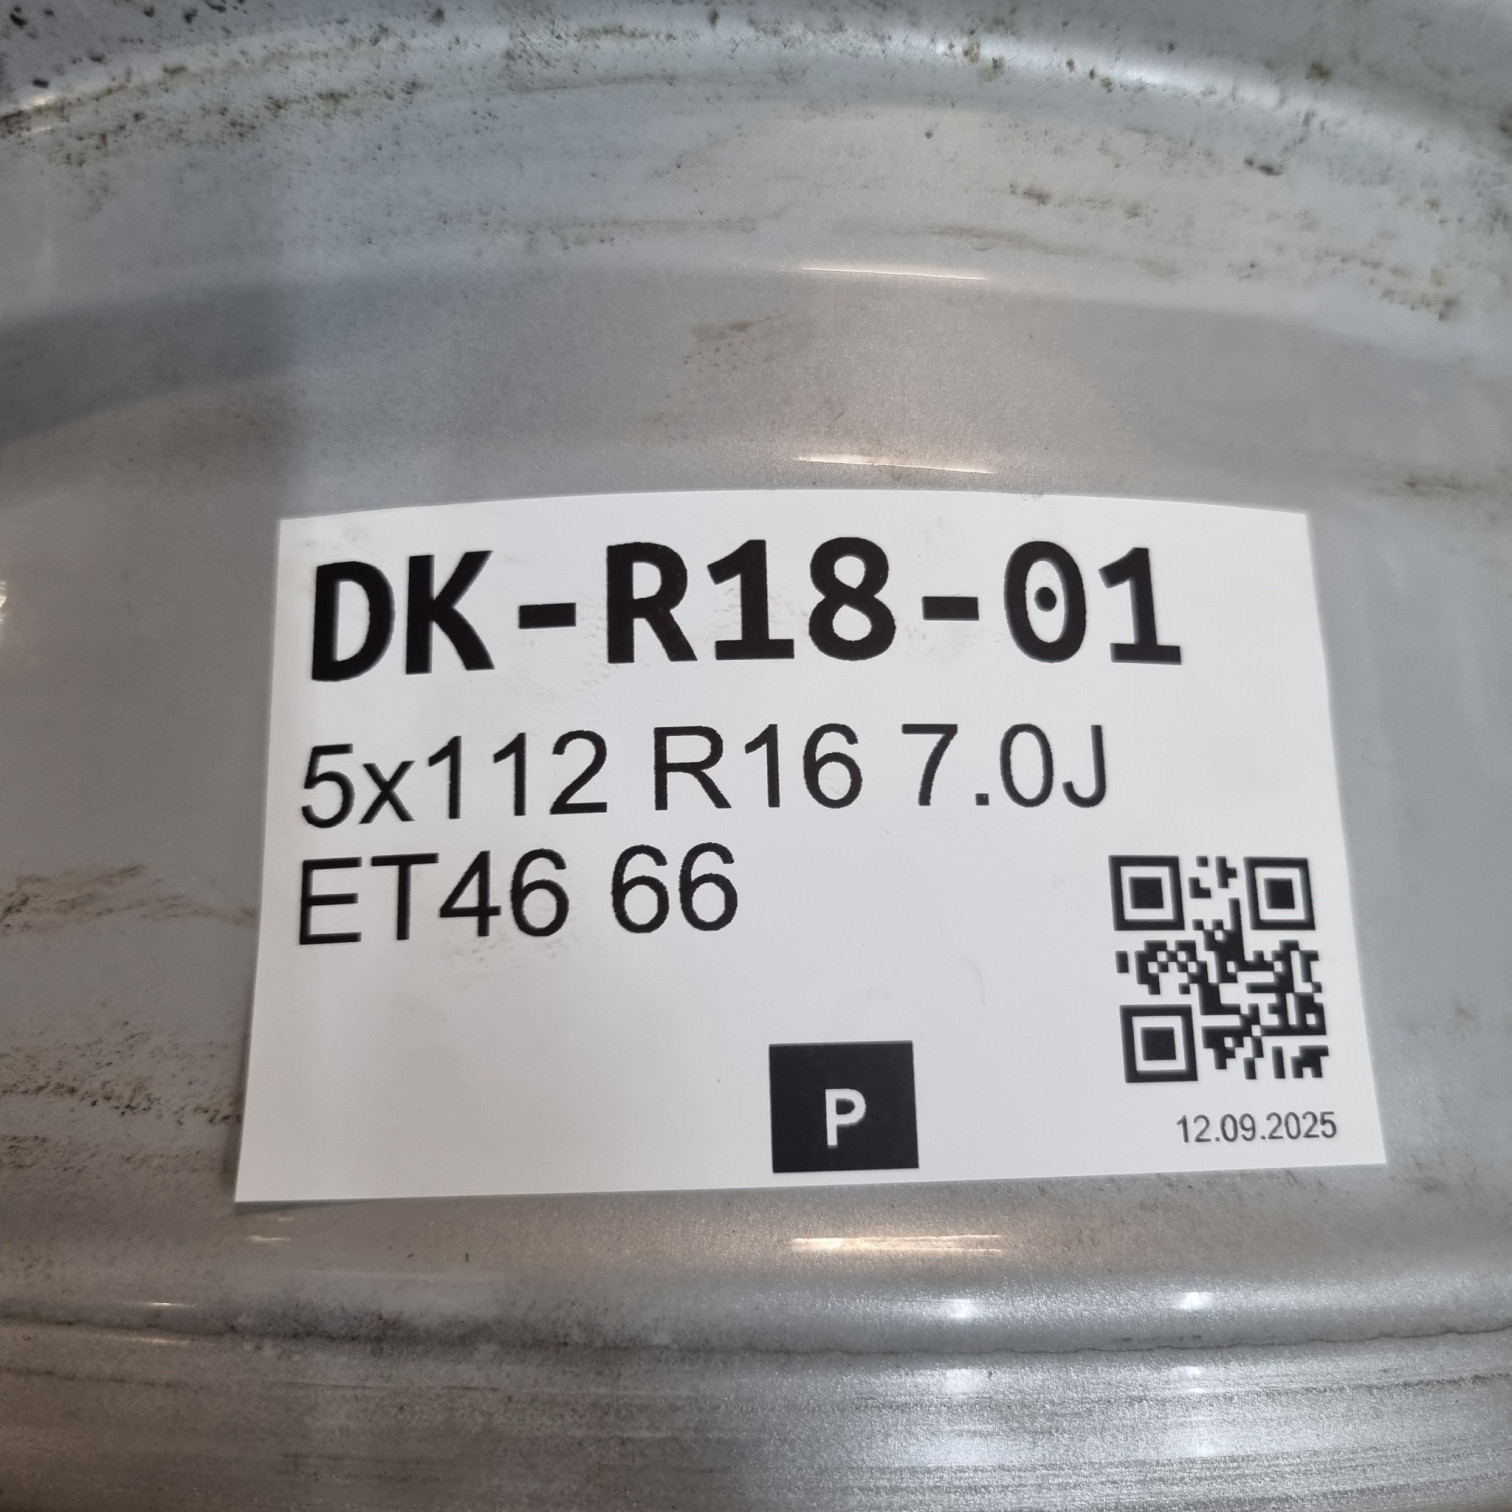 DK-R18-01
5x112 R16 7.0J
ET46 66
P
12.09.2025